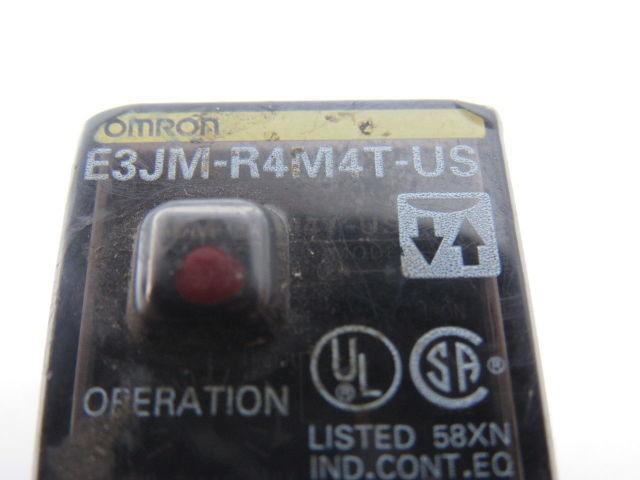 OMRON
E3JM-R4M4T-US
OPERATION
UL
SA
LISTED 58XN
IND.CONT.EQ